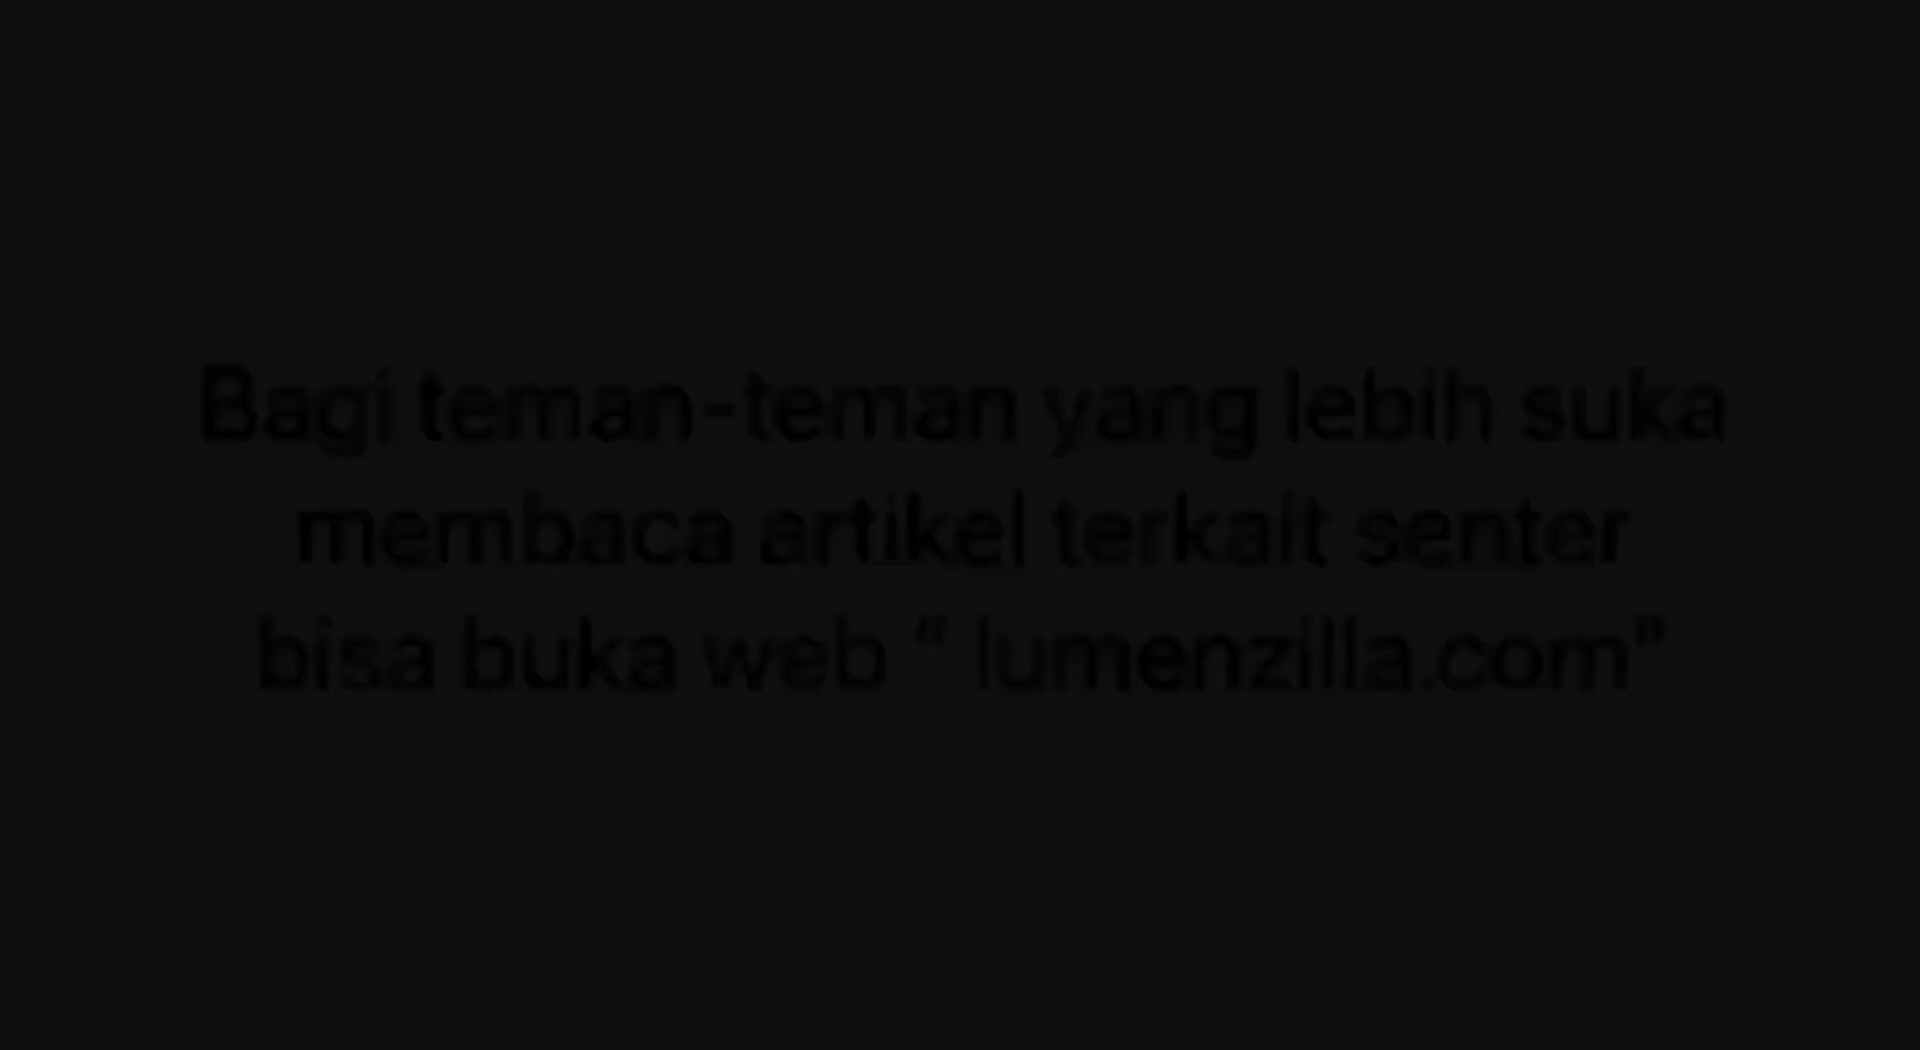 Bagi teman-teman yang lebih suka
membaca artikel terkait senter
bisa buka web “ lumenzilla.com"